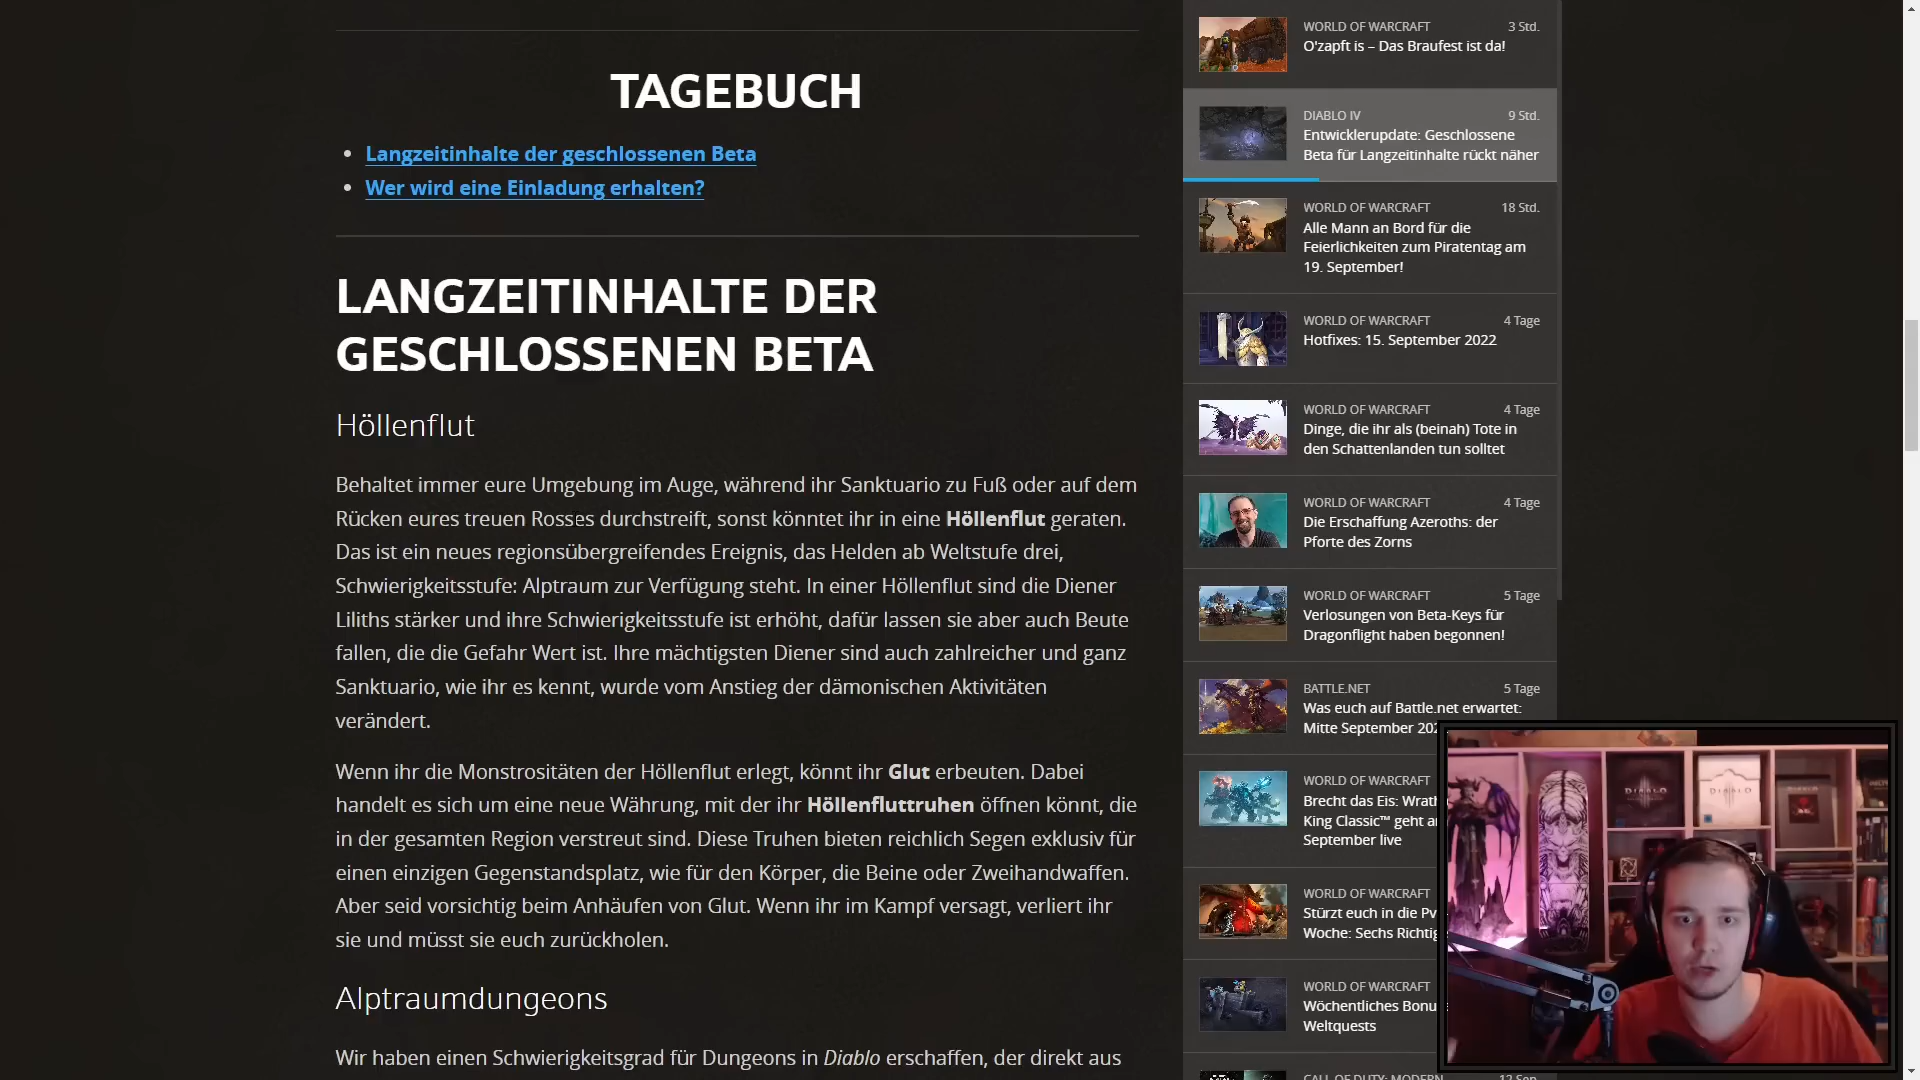 TAGEBUCH
Langzeitinhalte der geschlossenen Beta
Wer wird eine Einladung erhalten?
LANGZEITINHALTE DER
GESCHLOSSENEN BETA
Höllenflut
Behaltet immer eure Umgebung im Auge, während ihr Sanktuario zu Fuß oder auf dem
Rücken eures treuen Rosses durchstreift, sonst könntet ihr in eine Höllenflut geraten.
Das ist ein neues regionsübergreifendes Ereignis, das Helden ab Weltstufe drei,
Schwierigkeitsstufe: Alptraum zur Verfügung steht. In einer Höllenflut sind die Diener
Liliths stärker und ihre Schwierigkeitsstufe ist erhöht, dafür lassen sie aber auch Beute
fallen, die die Gefahr Wert ist. Ihre mächtigsten Diener sind auch zahlreicher und ganz
Sanktuario, wie ihr es kennt, wurde vom Anstieg der dämonischen Aktivitäten
verändert.
Wenn ihr die Monstrositäten der Höllenflut erlegt, könnt ihr Glut erbeuten. Dabei
handelt es sich um eine neue Währung, mit der ihr Höllenfluttruhen öffnen könnt, die
in der gesamten Region verstreut sind. Diese Truhen bieten reichlich Segen exklusiv für
einen einzigen Gegenstandsplatz, wie für den Körper, die Beine oder Zweihandwaffen.
Aber seid vorsichtig beim Anhäufen von Glut. Wenn ihr im Kampf versagt, verliert ihr
sie und müsst sie euch zurückholen.
Alptraumdungeons
Wir haben einen Schwierigkeitsgrad für Dungeons in Diablo erschaffen, der direkt aus
WORLD OF WARCRAFT 3 Std.
O'zapft is – Das Braufest ist da!
DIABLO IV 9 Std.
Entwicklerupdate: Geschlossene
Beta für Langzeitinhalte rückt näher
WORLD OF WARCRAFT 18 Std.
Alle Mann an Bord für die
Feierlichkeiten zum Piratentag am
19. September!
WORLD OF WARCRAFT 4 Tage
Hotfixes: 15. September 2022
WORLD OF WARCRAFT 4 Tage
Dinge, die ihr als (beinah) Tote in
den Schattenlanden tun solltet
WORLD OF WARCRAFT 4 Tage
Die Erschaffung Azeroths: der
Pforte des Zorns
WORLD OF WARCRAFT 5 Tage
Verlosungen von Beta-Keys für
Dragonflight haben begonnen!
BATTLE.NET 5 Tage
Was euch auf Battle.net erwartet:
Mitte September 202
WORLD OF WARCRAFT
Brecht das Eis: Wrath
King Classic™ geht a
September live
WORLD OF WARCRAFT
Stürzt euch in die Pv
Woche: Sechs Richtig
WORLD OF WARCRAFT
Wöchentliches Bonu
Weltquests
CALL OF DUTY: MODERN 12 Sep.
DIABLO
DIABLO